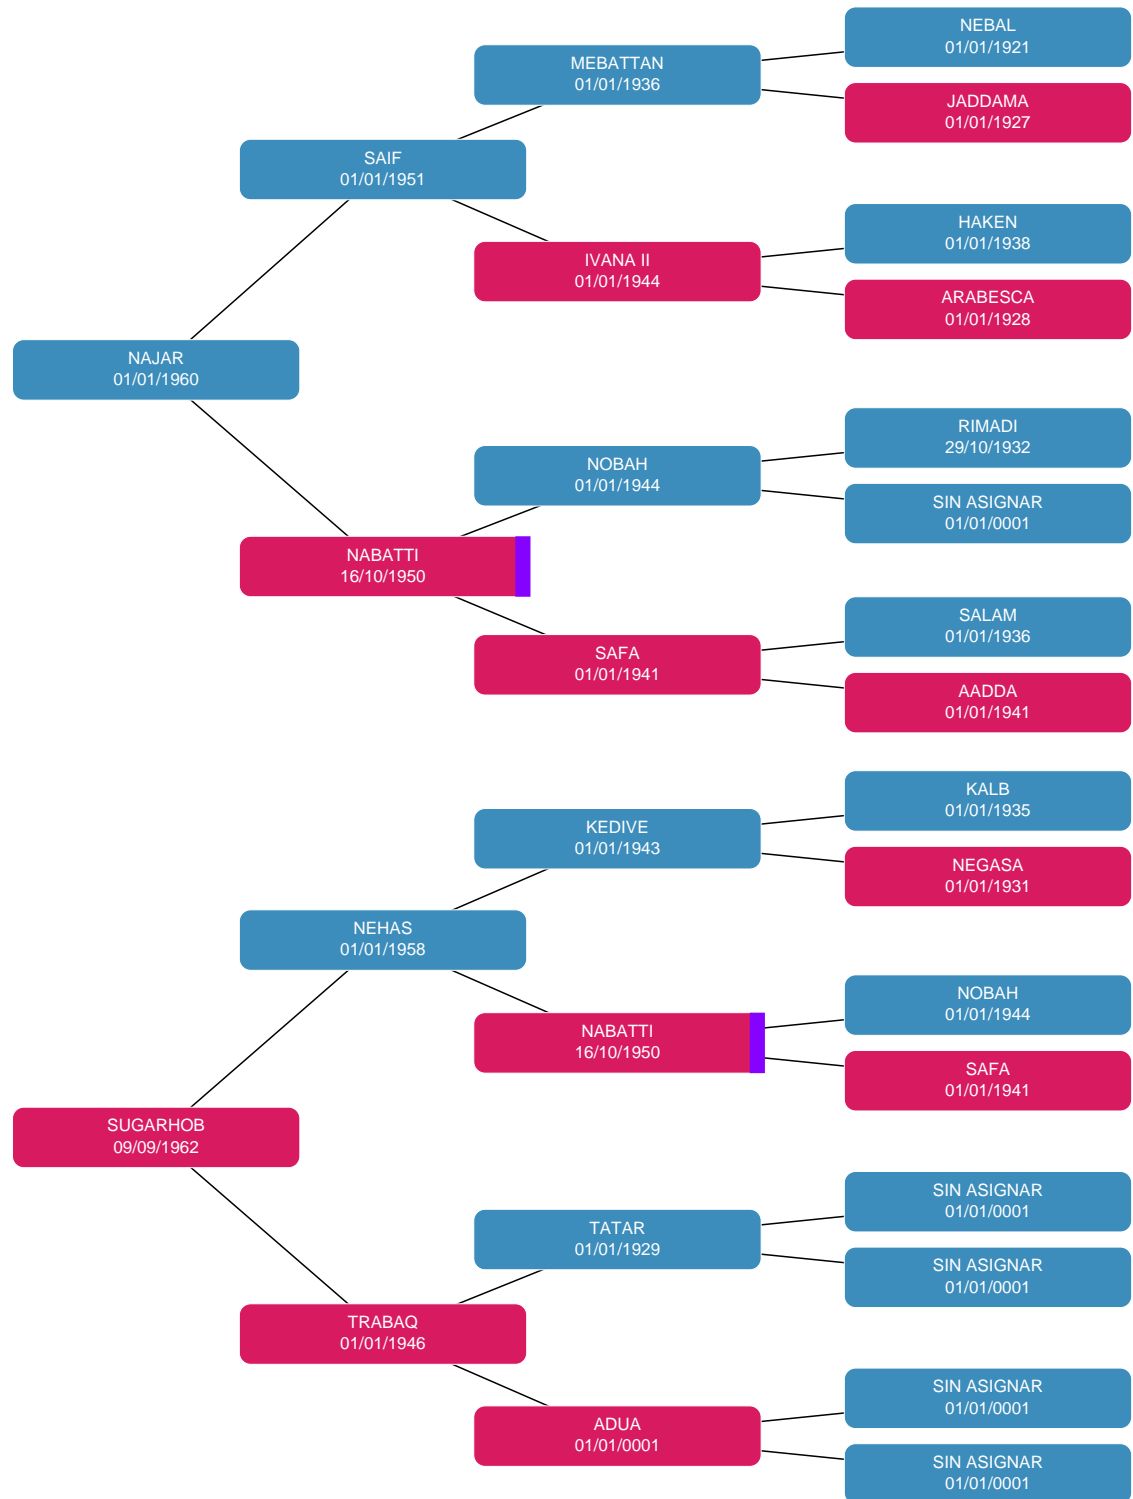 NEBAL
01/01/1921
MEBATTAN
01/01/1936
JADDAMA
01/01/1927
SAIF
01/01/1951
HAKEN
01/01/1938
IVANA II
01/01/1944
ARABESCA
01/01/1928
NAJAR
01/01/1960
RIMADI
29/10/1932
NOBAH
01/01/1944
SIN ASIGNAR
01/01/0001
NABATTI
16/10/1950
SALAM
01/01/1936
SAFA
01/01/1941
AADDA
01/01/1941
KALB
01/01/1935
KEDIVE
01/01/1943
NEGASA
01/01/1931
NEHAS
01/01/1958
NOBAH
01/01/1944
NABATTI
16/10/1950
SAFA
01/01/1941
SUGARHOB
09/09/1962
SIN ASIGNAR
01/01/0001
TATAR
01/01/1929
SIN ASIGNAR
01/01/0001
TRABAQ
01/01/1946
SIN ASIGNAR
01/01/0001
ADUA
01/01/0001
SIN ASIGNAR
01/01/0001